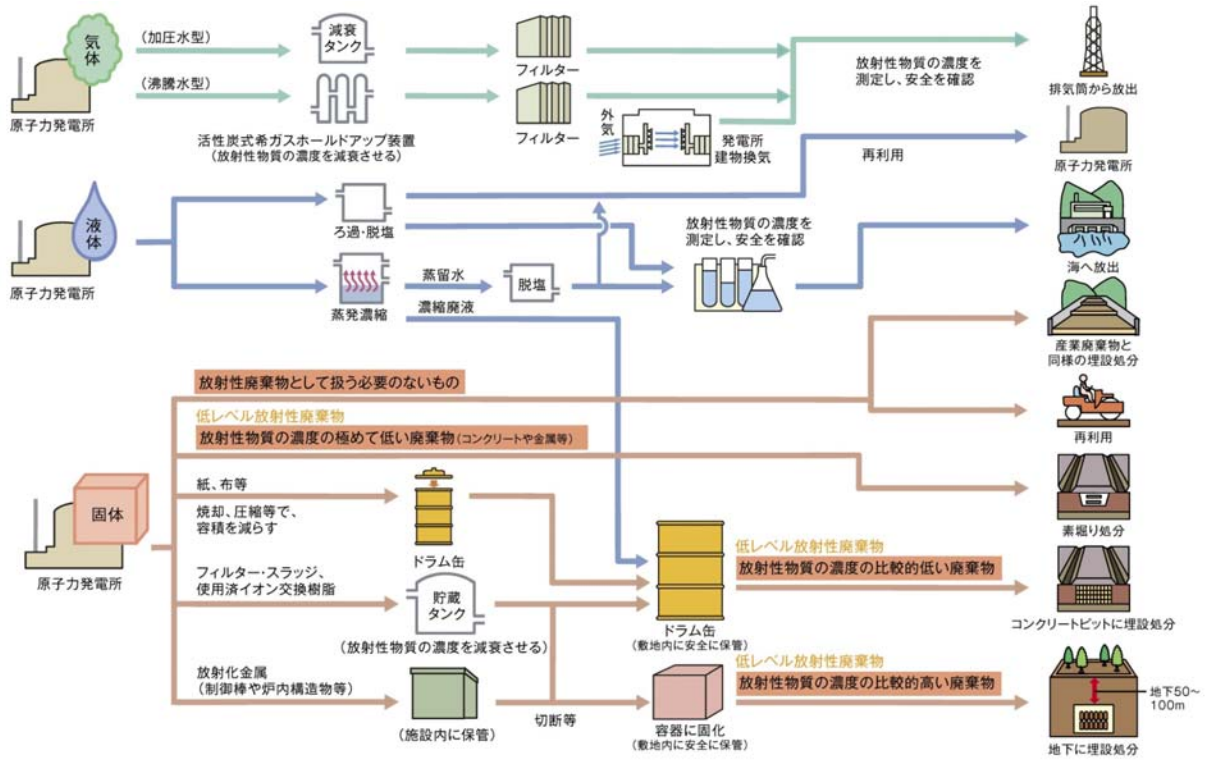 気体
原子力発電所
(加圧水型)
減衰
タンク
フィルター
(沸騰水型)
活性炭式希ガスホールドアップ装置
(放射性物質の濃度を減衰させる)
フィルター
外気
発電所
建物換気
放射性物質の濃度を
測定し、安全を確認
排気筒から放出
液体
原子力発電所
ろ過・脱塩
再利用
原子力発電所
蒸発濃縮
蒸留水
濃縮廃液
脱塩
放射性物質の濃度を
測定し、安全を確認
海へ放出
固体
原子力発電所
放射性廃棄物として扱う必要のないもの
産業廃棄物と
同様の埋設処分
再利用
低レベル放射性廃棄物
放射性物質の濃度の極めて低い廃棄物(コンクリートや金属等)
素堀り処分
紙、布等
焼却、圧縮等で、
容積を減らす
ドラム缶
フィルター・スラッジ、
使用済イオン交換樹脂
貯蔵
タンク
(放射性物質の濃度を減衰させる)
ドラム缶
(敷地内に安全に保管)
低レベル放射性廃棄物
放射性物質の濃度の比較的低い廃棄物
コンクリートピットに埋設処分
放射化金属
(制御棒や炉内構造物等)
(施設内に保管)
切断等
容器に固化
(敷地内に安全に保管)
低レベル放射性廃棄物
放射性物質の濃度の比較的高い廃棄物
地下50～
100m
地下に埋設処分